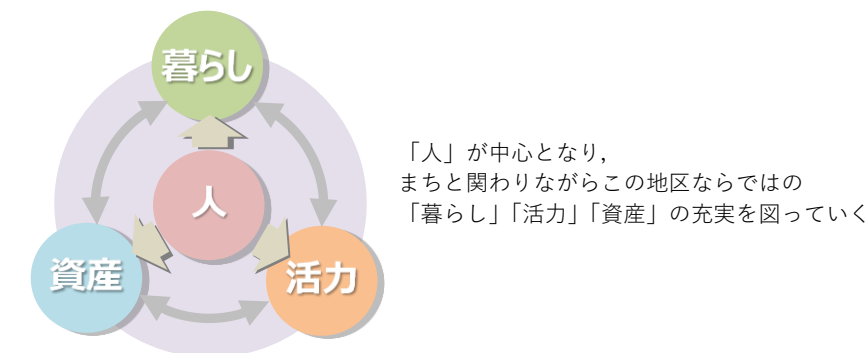 暮らし
人
資産
活力
「人」が中心となり，
まちと関わりながらこの地区ならではの
「暮らし」「活力」「資産」の充実を図っていく